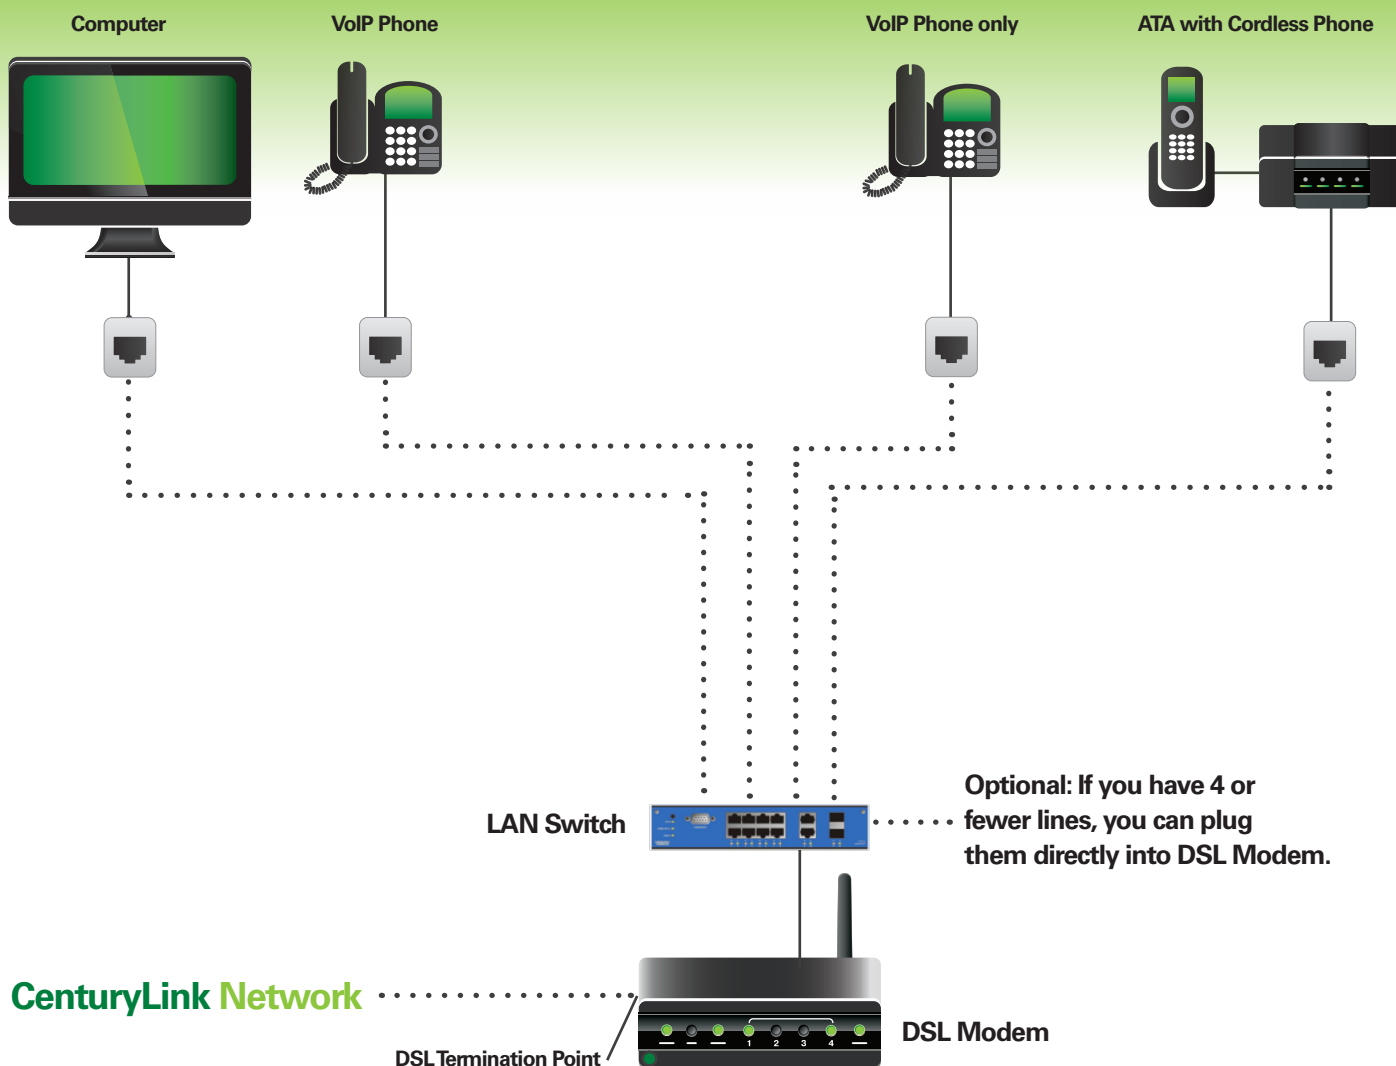 Computer
VoIP Phone
VoIP Phone only
ATA with Cordless Phone
LAN Switch
Optional: If you have 4 or
fewer lines, you can plug
them directly into DSL Modem.
CenturyLink Network
DSL Modem
1 2 3 4
DSL Termination Point